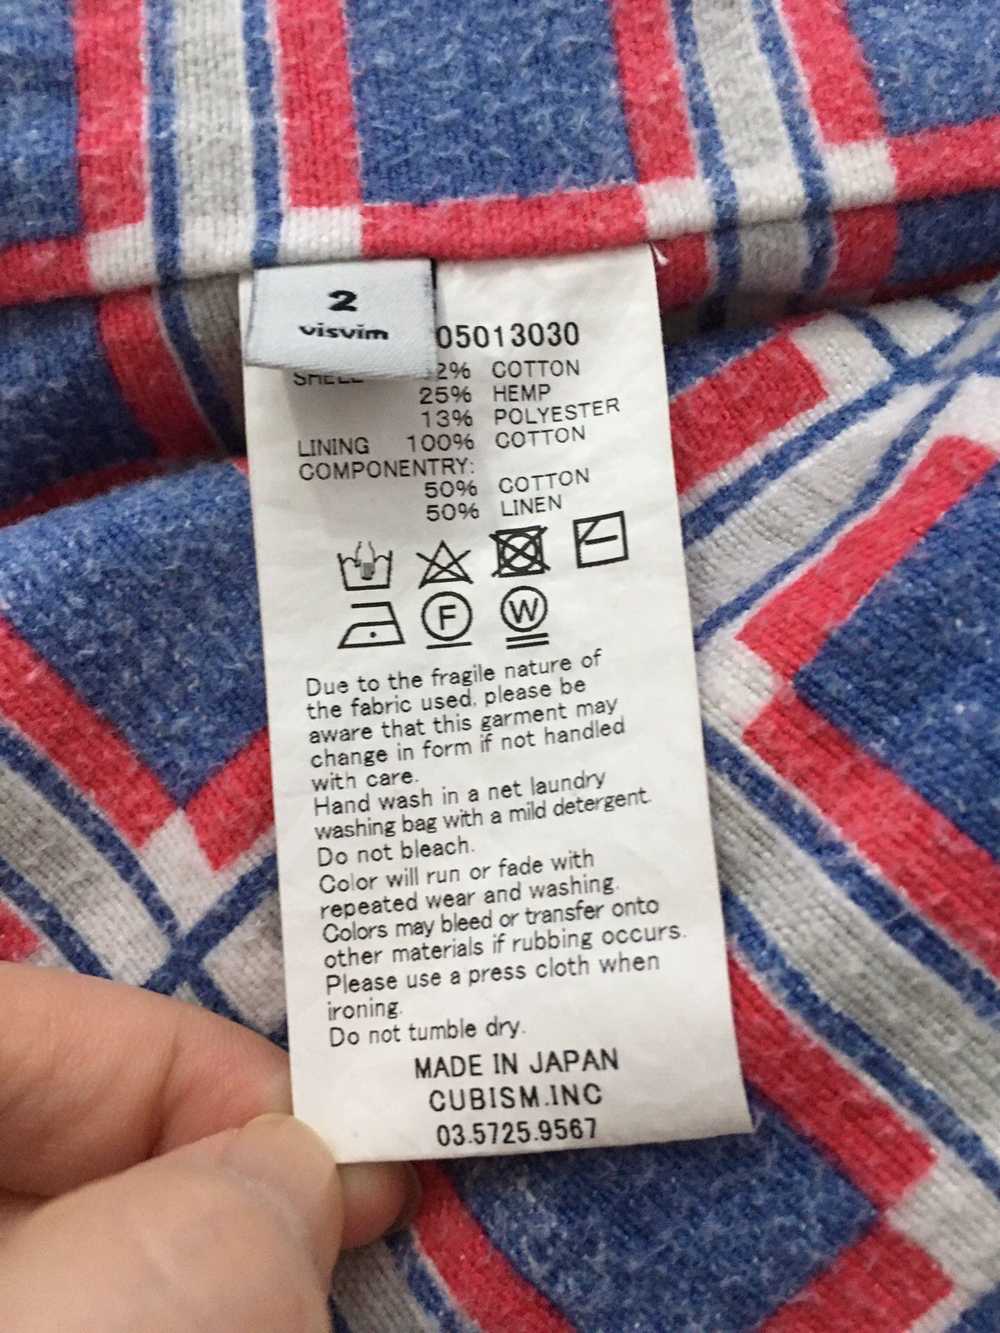 2
visvim
05013030
SHELL 2% COTTON
25% HEMP
13% POLYESTER
LINING 100% COTTON
COMPONENTRY:
50% COTTON
50% LINEN
F W
Due to the fragile nature of
the fabric used, please be
aware that this garment may
change in form if not handled
with care.
Hand wash in a net laundry
washing bag with a mild detergent.
Do not bleach.
Color will run or fade with
repeated wear and washing.
Colors may bleed or transfer onto
other materials if rubbing occurs.
Please use a press cloth when
ironing.
Do not tumble dry.
MADE IN JAPAN
CUBISM.INC
03.5725.9567